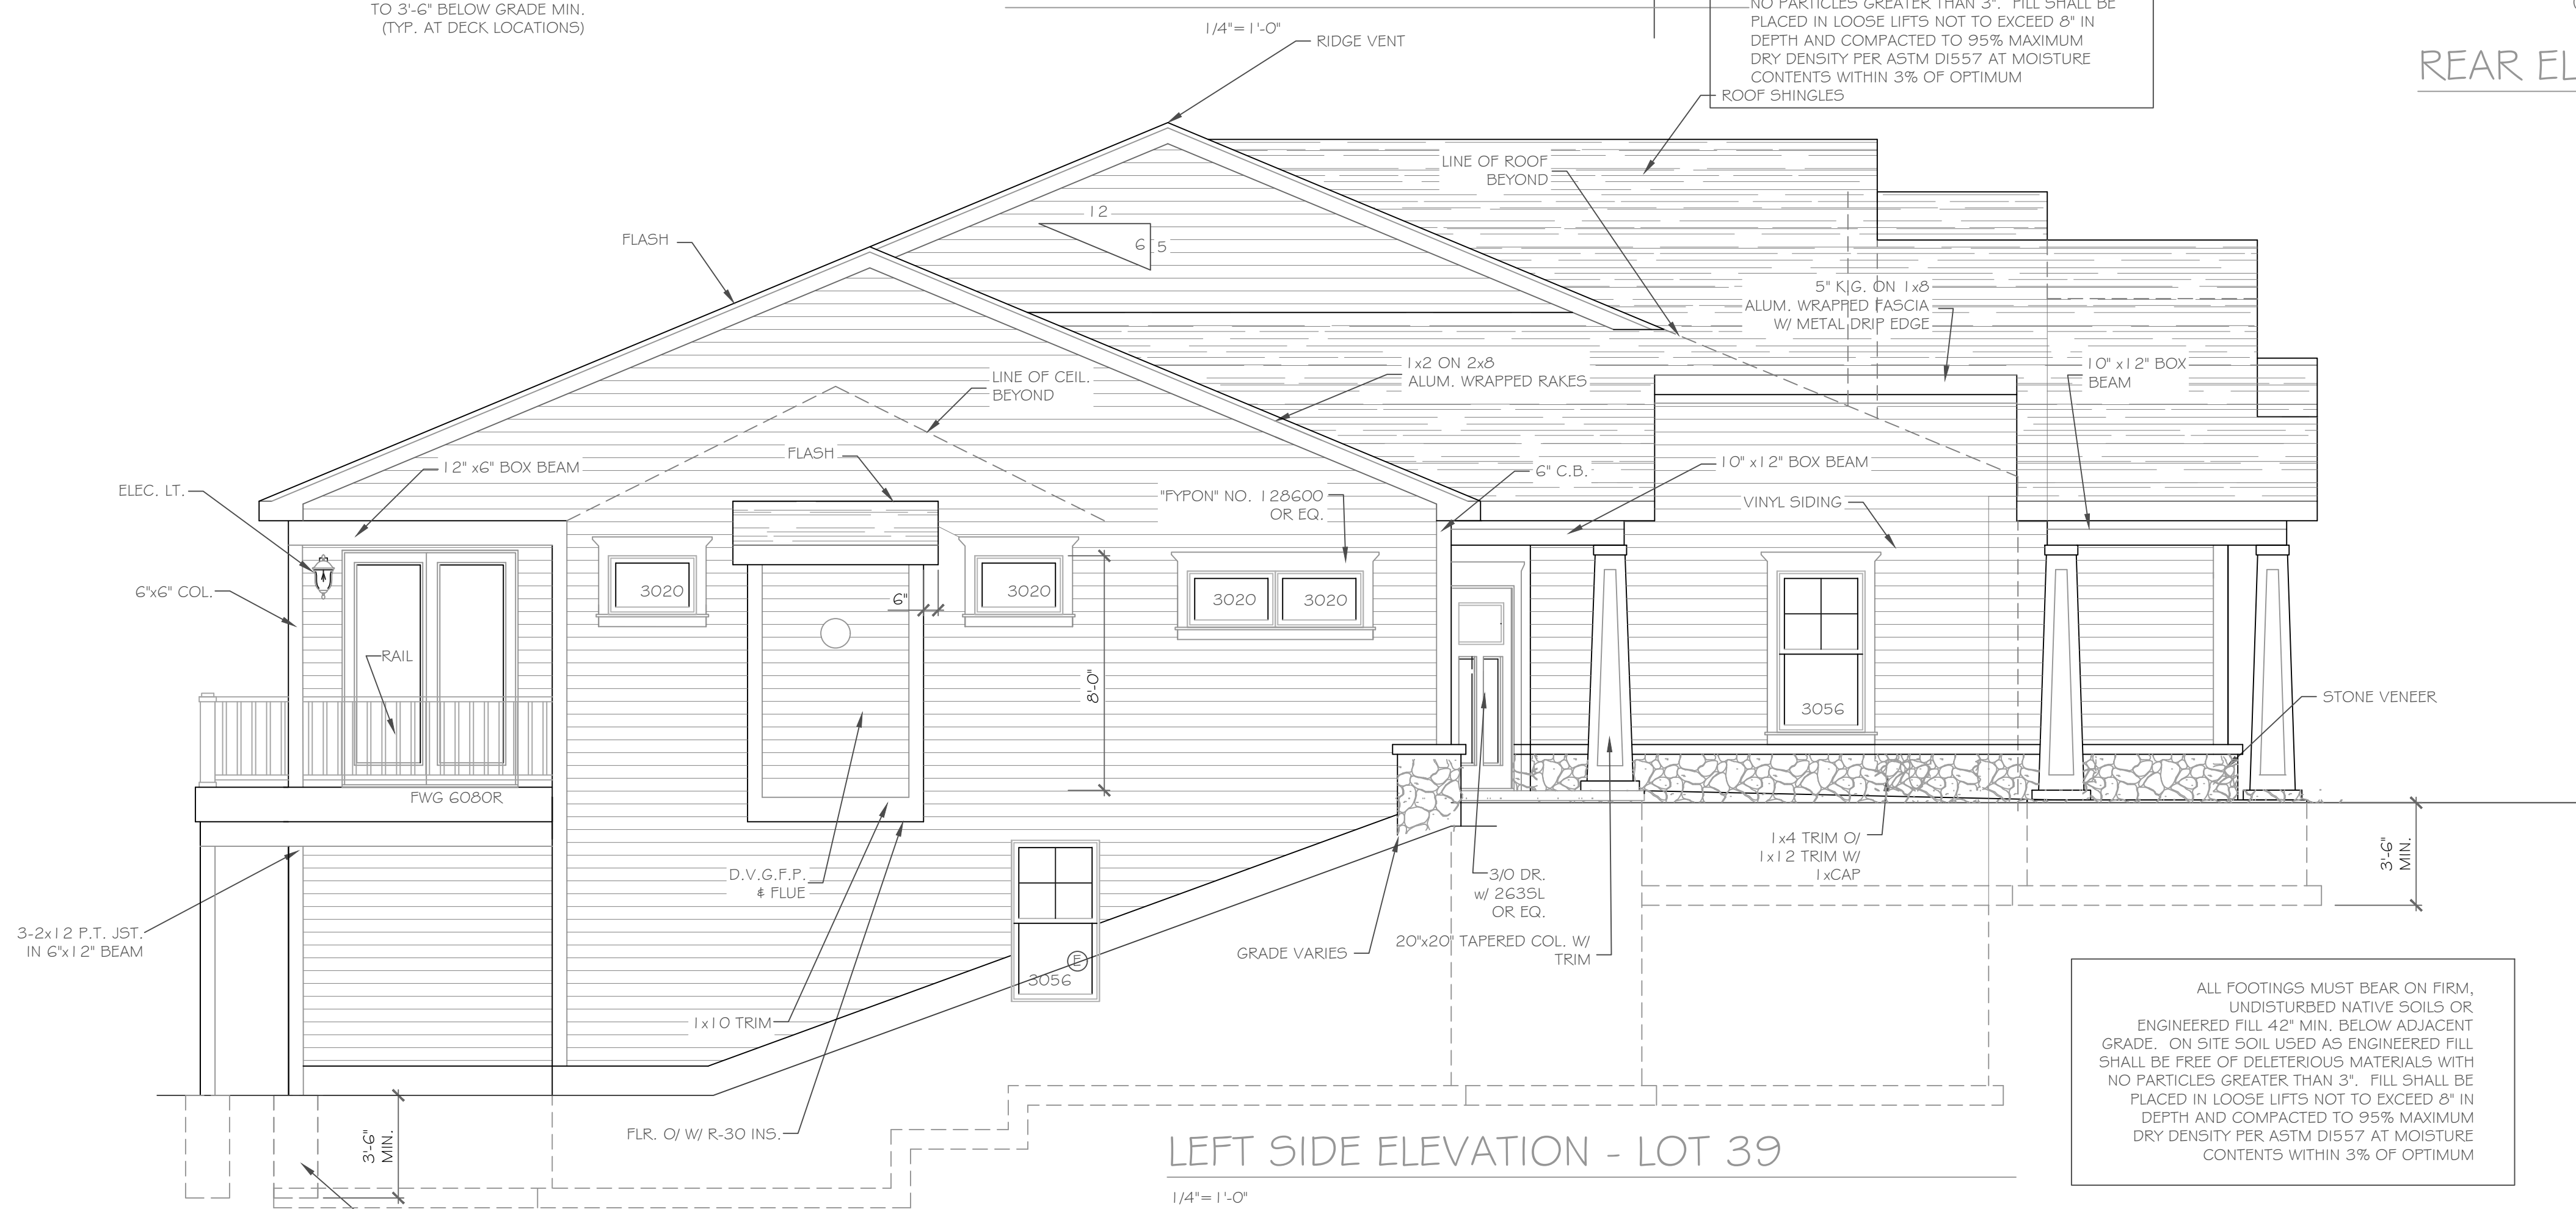 TO 3'-6" BELOW GRADE MIN.
(TYP. AT DECK LOCATIONS)
1/4"= 1'-0"
RIDGE VENT
NO PARTICLES GREATER THAN 3". FILL SHALL BE
PLACED IN LOOSE LIFTS NOT TO EXCEED 8" IN
DEPTH AND COMPACTED TO 95% MAXIMUM
DRY DENSITY PER ASTM D1557 AT MOISTURE
CONTENTS WITHIN 3% OF OPTIMUM
REAR EL
ROOF SHINGLES
LINE OF ROOF
BEYOND
12
6 5
FLASH
5" K.G. ON 1x8
ALUM. WRAPPED FASCIA
W/ METAL DRIP EDGE
1x2 ON 2x8
ALUM. WRAPPED RAKES
10" x12" BOX
BEAM
LINE OF CEIL.
BEYOND
FLASH
12" x6" BOX BEAM
6" C.B.
10" x12" BOX BEAM
ELEC. LT.
"FYPON" NO. 128600
OR EQ.
VINYL SIDING
6"x6" COL.
3020
6"
3020
3020
3020
RAIL
8'-0"
3056
STONE VENEER
FWG 6080R
D.V.G.F.P.
& FLUE
3/0 DR.
w/ 263SL
OR EQ.
1x4 TRIM O/
1x12 TRIM W/
1xCAP
3'-6"
MIN.
3-2x12 P.T. JST.
IN 6"x12" BEAM
GRADE VARIES
20"x20" TAPERED COL. W/
TRIM
E
3056
1x10 TRIM
FLR. O/ W/ R-30 INS.
3'-6"
MIN.
ALL FOOTINGS MUST BEAR ON FIRM,
UNDISTURBED NATIVE SOILS OR
ENGINEERED FILL 42" MIN. BELOW ADJACENT
GRADE. ON SITE SOIL USED AS ENGINEERED FILL
SHALL BE FREE OF DELETERIOUS MATERIALS WITH
NO PARTICLES GREATER THAN 3". FILL SHALL BE
PLACED IN LOOSE LIFTS NOT TO EXCEED 8" IN
DEPTH AND COMPACTED TO 95% MAXIMUM
DRY DENSITY PER ASTM D1557 AT MOISTURE
CONTENTS WITHIN 3% OF OPTIMUM
LEFT SIDE ELEVATION - LOT 39
1/4"= 1'-0"